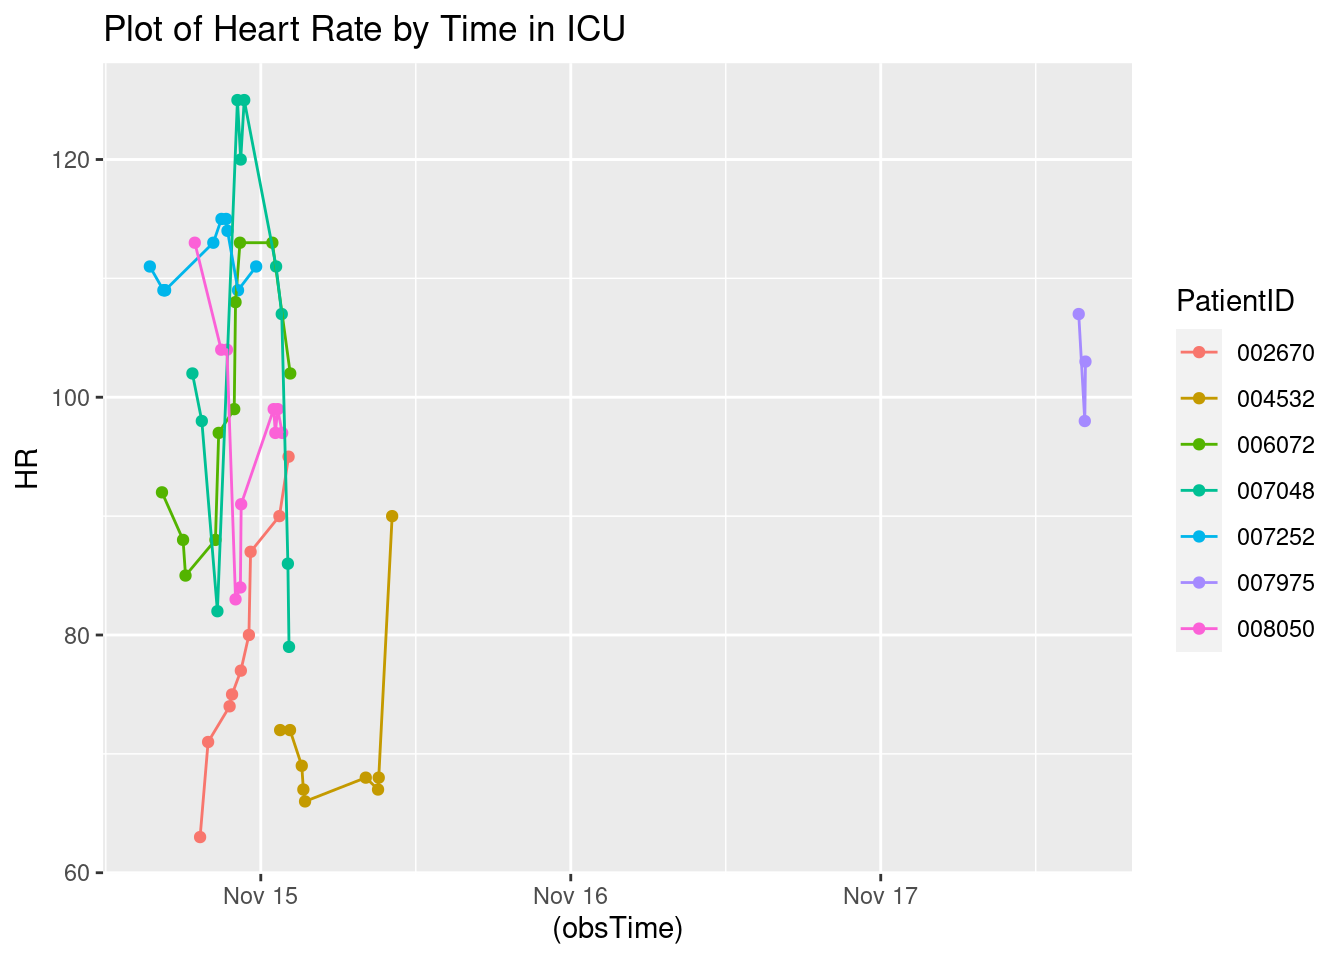 Plot of Heart Rate by Time in ICU
HR
120
100
80
60
Nov 15
Nov 16
Nov 17
(obsTime)
PatientID
002670
004532
006072
007048
007252
007975
008050